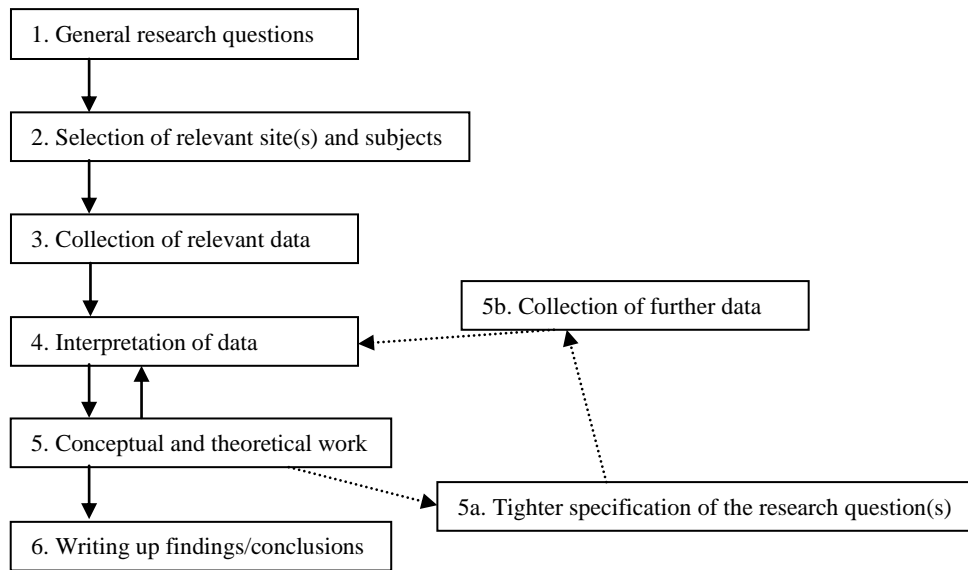 1. General research questions
2. Selection of relevant site(s) and subjects
3. Collection of relevant data
4. Interpretation of data
5b. Collection of further data
5. Conceptual and theoretical work
5a. Tighter specification of the research question(s)
6. Writing up findings/conclusions